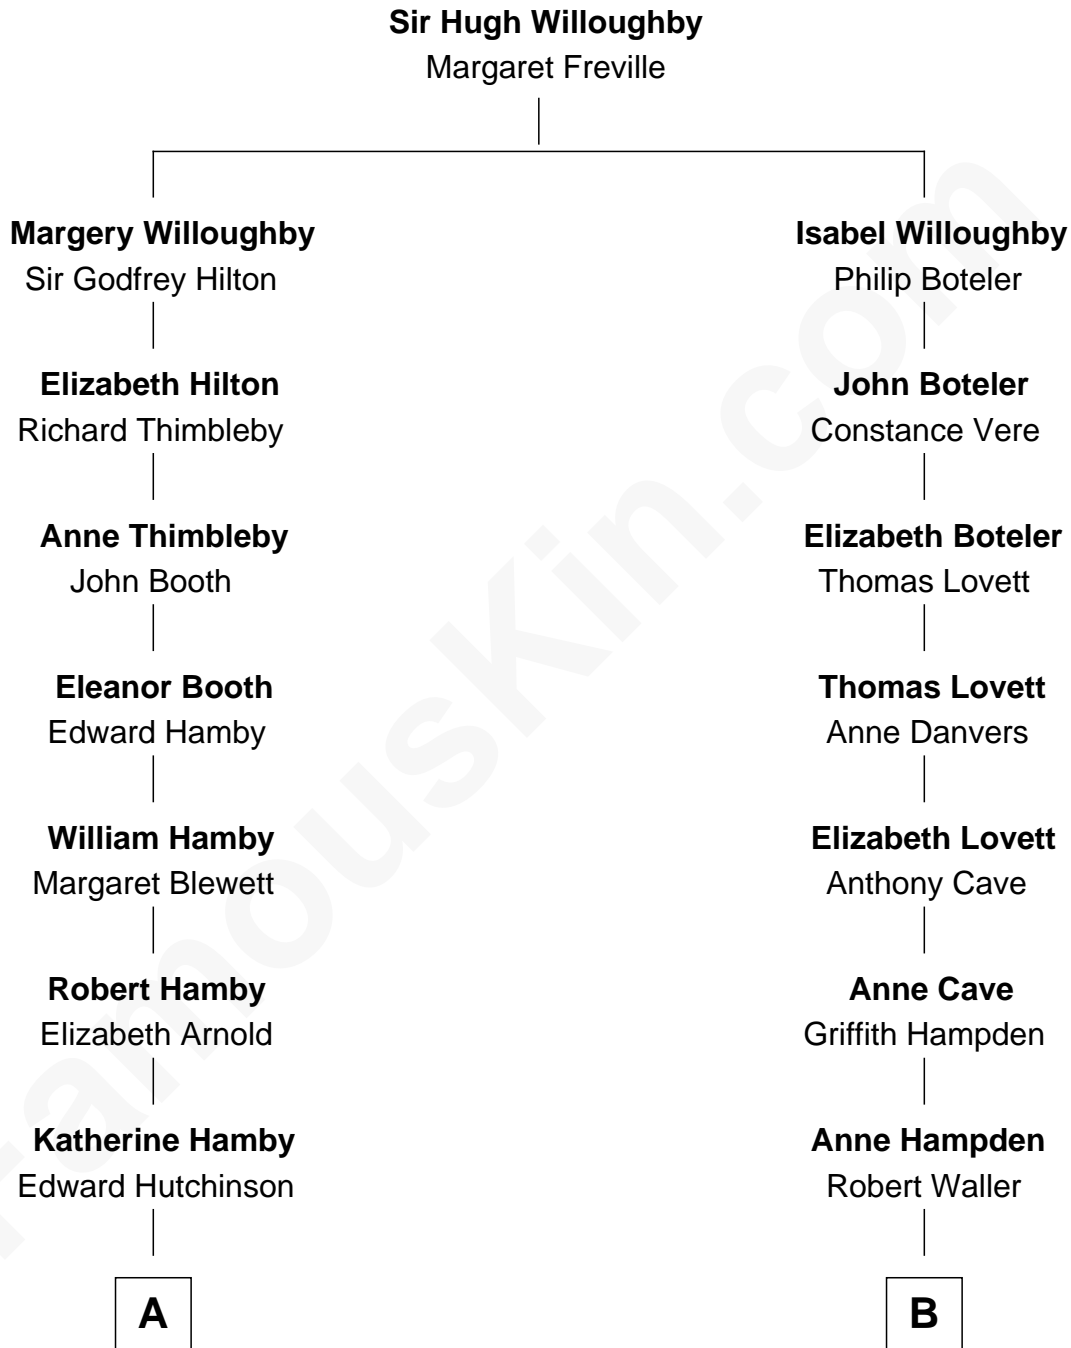 Sir Hugh Willoughby
Margaret Freville
Margery Willoughby
Sir Godfrey Hilton
Isabel Willoughby
Philip Boteler
Elizabeth Hilton
Richard Thimbleby
John Boteler
Constance Vere
Anne Thimbleby
John Booth
Elizabeth Boteler
Thomas Lovett
Eleanor Booth
Edward Hamby
Thomas Lovett
Anne Danvers
William Hamby
Margaret Blewett
Elizabeth Lovett
Anthony Cave
Robert Hamby
Elizabeth Arnold
Anne Cave
Griffith Hampden
Katherine Hamby
Edward Hutchinson
Anne Hampden
Robert Waller
A
B
FamousKin.com